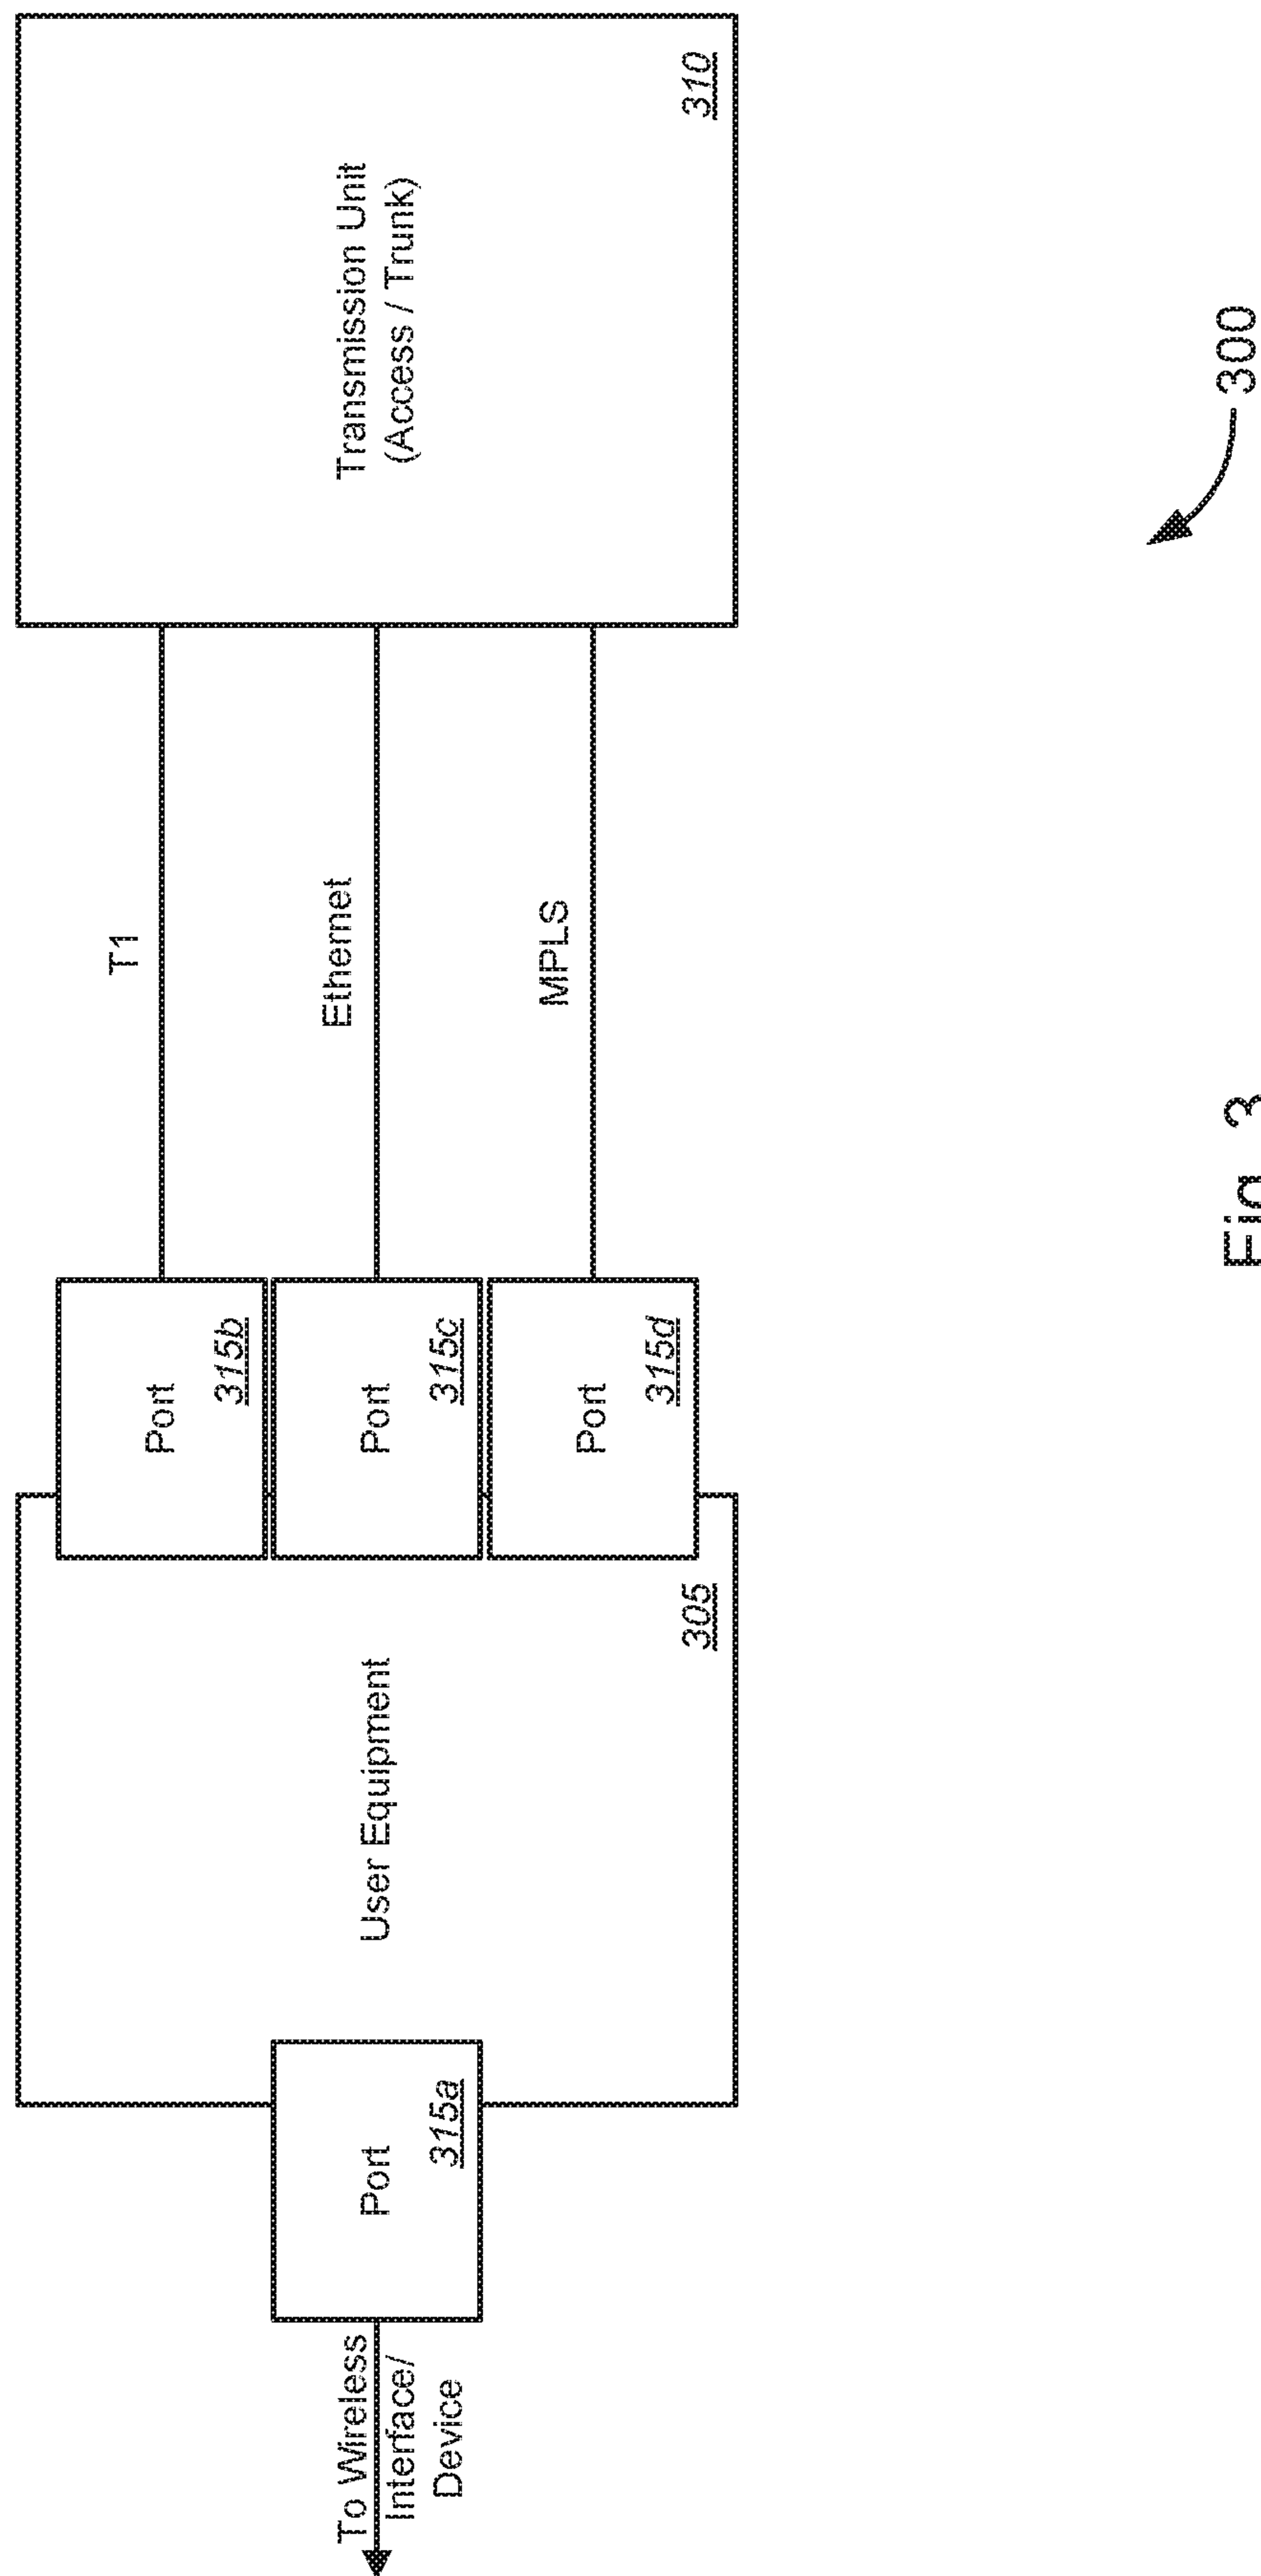 To Wireless
Interface/
Device
Port
315a
User Equipment
305
Port
315b
Port
315c
Port
315d
T1
Ethernet
MPLS
Transmission Unit
(Access / Trunk)
310
300
Fig. 3